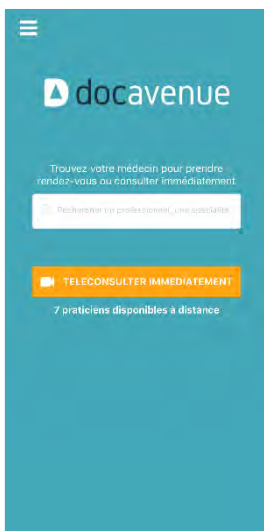 docavenue
Trouvez votre médecin pour prendre
rendez-vous ou consulter immédiatement
Rechercher un professionnel, une spécialité
TELECONSULTER IMMEDIATEMENT
7 praticiens disponibles à distance